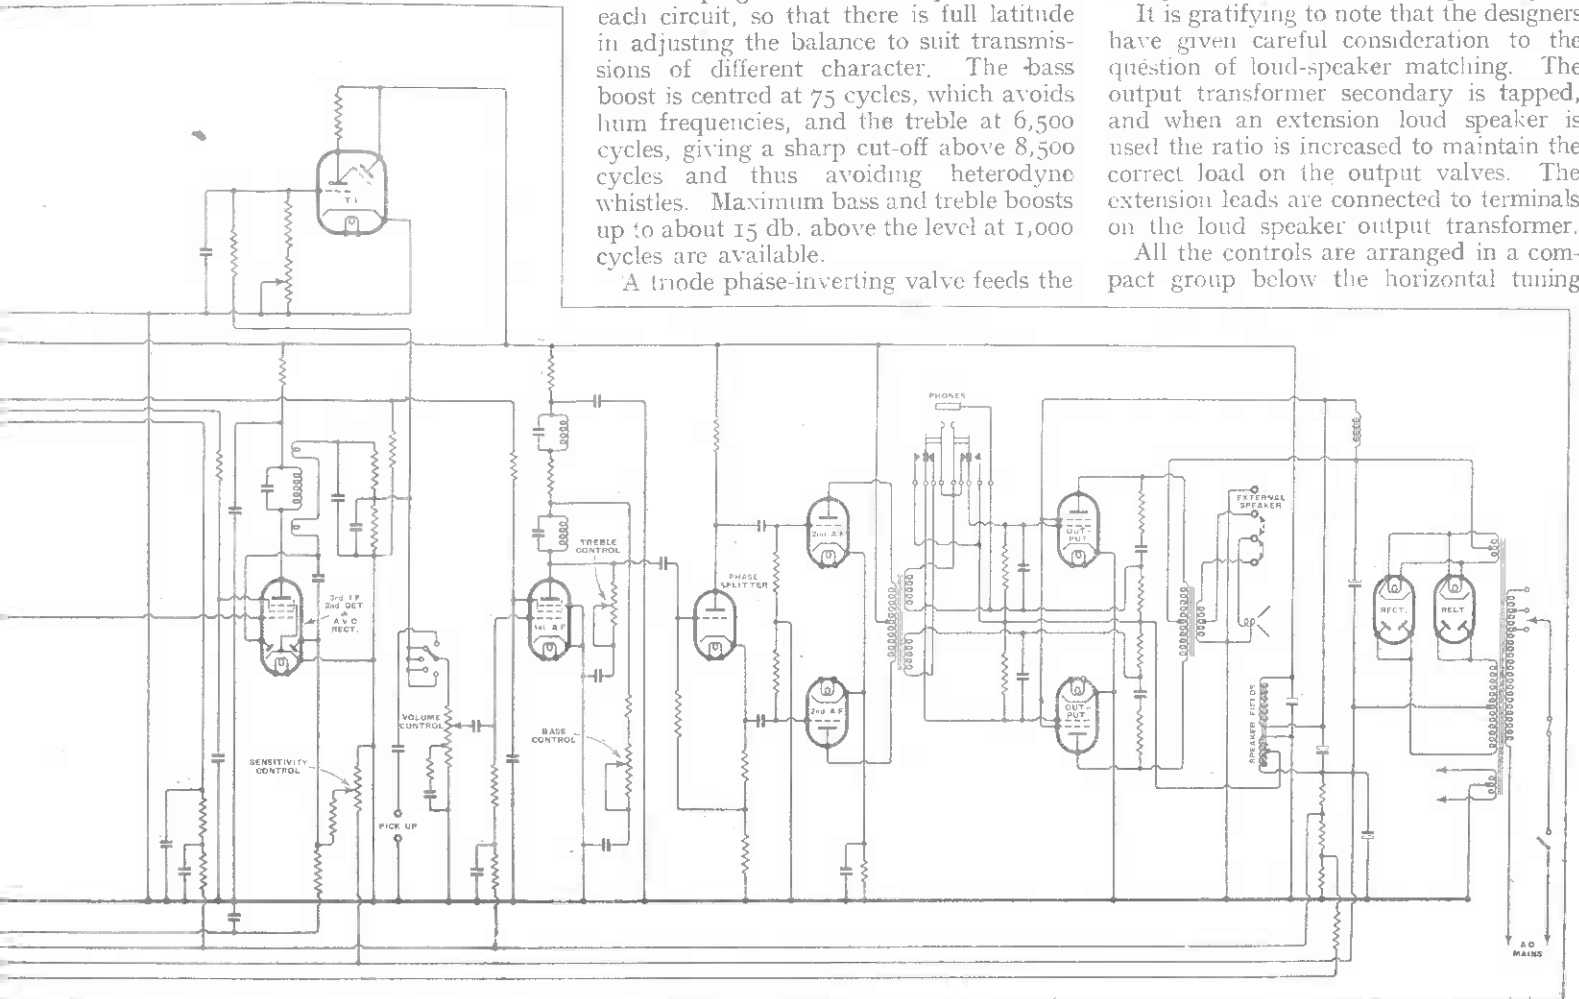 each circuit, so that there is full latitude
in adjusting the balance to suit transmis-
sions of different character. The bass
boost is centred at 75 cycles, which avoids
hum frequencies, and the treble at 6,500
cycles, giving a sharp cut-off above 8,500
cycles and thus avoiding heterodyne
whistles. Maximum bass and treble boosts
up to about 15 db. above the level at 1,000
cycles are available.
A triode phase-inverting valve feeds the
It is gratifying to note that the designers
have given careful consideration to the
question of loud-speaker matching. The
output transformer secondary is tapped,
and when an extension loud speaker is
used the ratio is increased to maintain the
correct load on the output valves. The
extension leads are connected to terminals
on the loud speaker output transformer.
All the controls are arranged in a com-
pact group below the horizontal tuning
T I
PHONES
EXTERNAL
SPEAKER
TREBLE
CONTROL
2nd A F
OUT-
PUT
PHASE
SPLITTER
3rd I F
2nd DET
&
A V C
RECT.
1st A F
RECT.
RECT
VOLUME
CONTROL
BASS
CONTROL
2nd A F
OUT-
PUT
SPEAKER FIELDS
SENSITIVITY
CONTROL
PICK UP
AC
MAINS